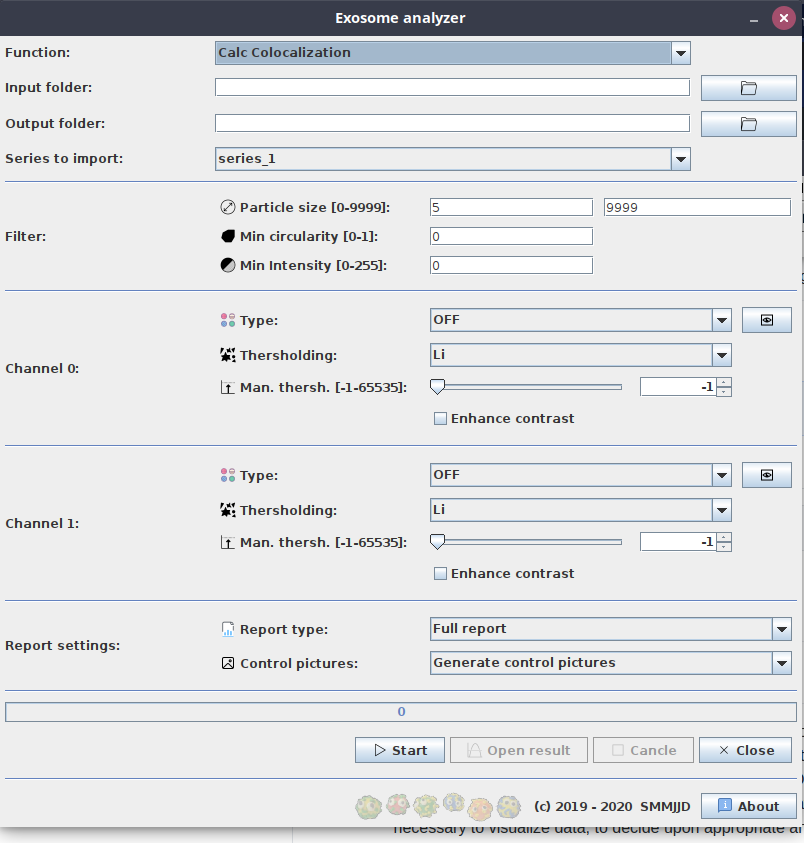 Exosome analyzer
Function: Calc Colocalization
Input folder:
Output folder:
Series to import: series_1
Filter:
Particle size [0-9999]: 5 9999
Min circularity [0-1]: 0
Min Intensity [0-255]: 0
Channel 0:
Type: OFF
Thersholding: Li
Man. thersh. [-1-65535]: -1
Enhance contrast
Channel 1:
Type: OFF
Thersholding: Li
Man. thersh. [-1-65535]: -1
Enhance contrast
Report settings:
Report type: Full report
Control pictures: Generate control pictures
0
Start Open result Cancle Close
(c) 2019 - 2020 SMMJJD About
necessary to visualize data, to decide upon appropriate